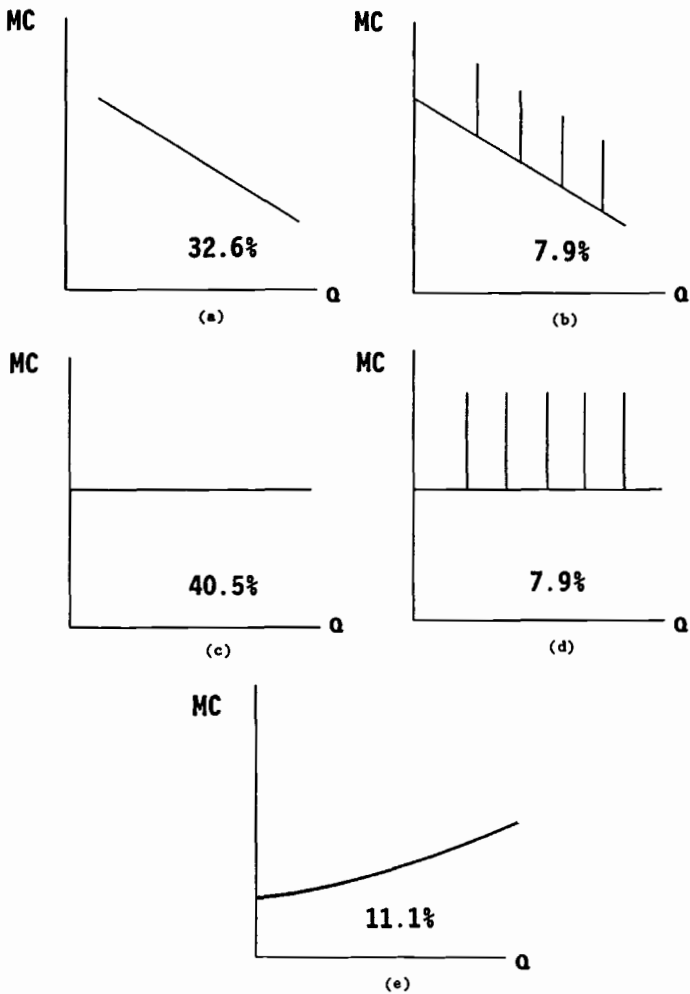 MC
32.6%
Q
(a)
MC
7.9%
Q
(b)
MC
40.5%
Q
(c)
MC
7.9%
Q
(d)
MC
11.1%
Q
(e)